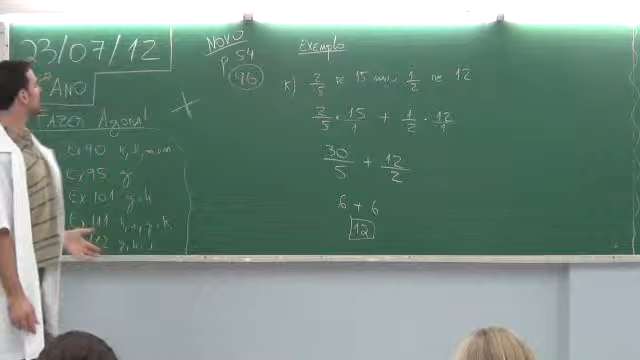 23/07/12
ANO
FAZER Agora!
Ex 90 k, l, m, n
Ex 95 g
Ex 101 g, h
Ex 111
NOVO
p 54
96
Exemplo
K) 2/5 DE 15 mais 1/2 DE 12
2/5 · 15/1 + 1/2 · 12/1
30/5 + 12/2
6 + 6
12